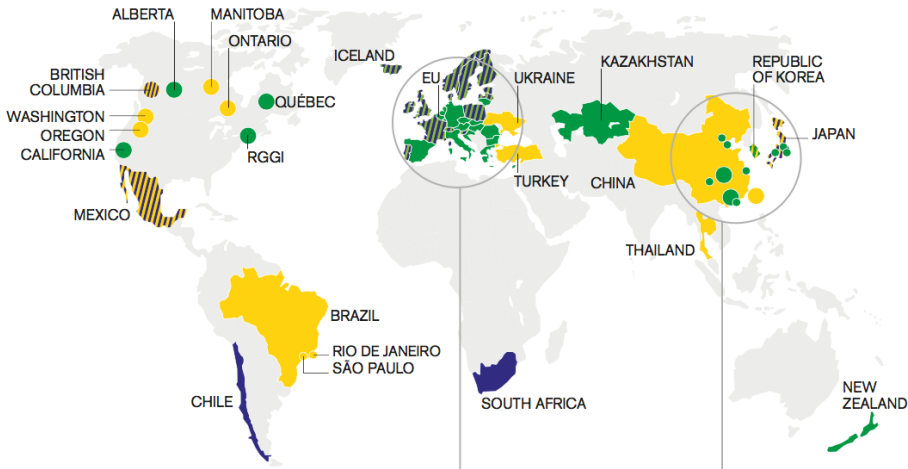 ALBERTA
MANITOBA
ONTARIO
BRITISH
COLUMBIA
WASHINGTON
OREGON
CALIFORNIA
QUÉBEC
RGGI
MEXICO
ICELAND
EU
UKRAINE
KAZAKHSTAN
REPUBLIC
OF KOREA
JAPAN
TURKEY
CHINA
THAILAND
BRAZIL
RIO DE JANEIRO
SÃO PAULO
CHILE
SOUTH AFRICA
NEW
ZEALAND